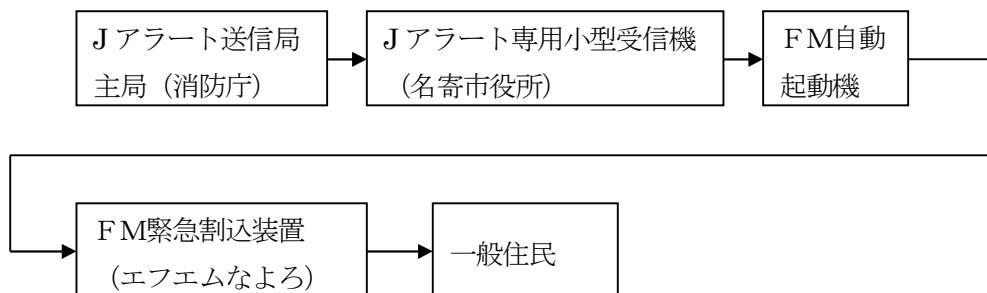 Jアラート送信局
主局（消防庁）
Jアラート専用小型受信機
（名寄市役所）
ＦＭ自動
起動機
ＦＭ緊急割込装置
（エフエムなよろ）
一般住民